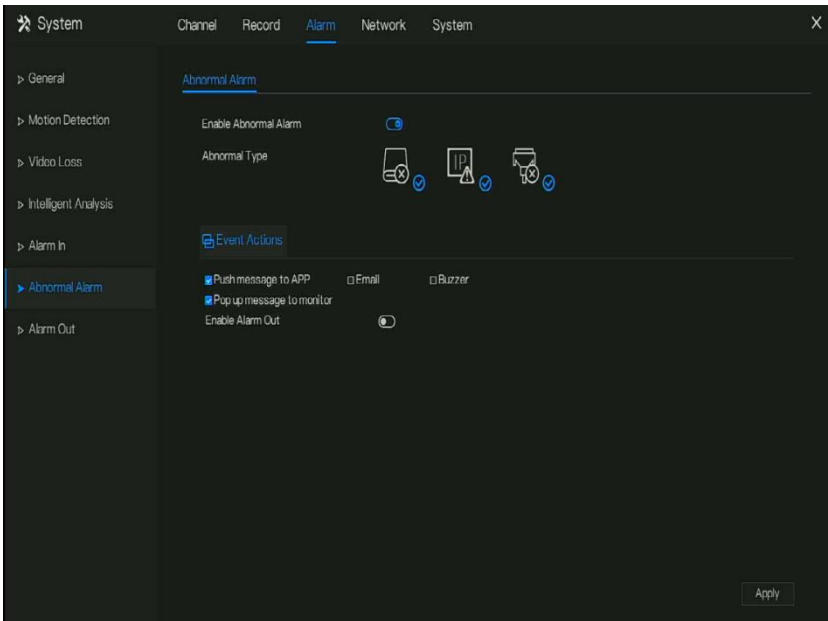 System
Channel Record Alarm Network System X
General
Motion Detection
Video Loss
Intelligent Analysis
Alarm In
Abnormal Alarm
Alarm Out
Abnormal Alarm
Enable Abnormal Alarm
Abnormal Type
IP
Event Actions
Push message to APP Email Buzzer
Pop up message to monitor
Enable Alarm Out
Apply